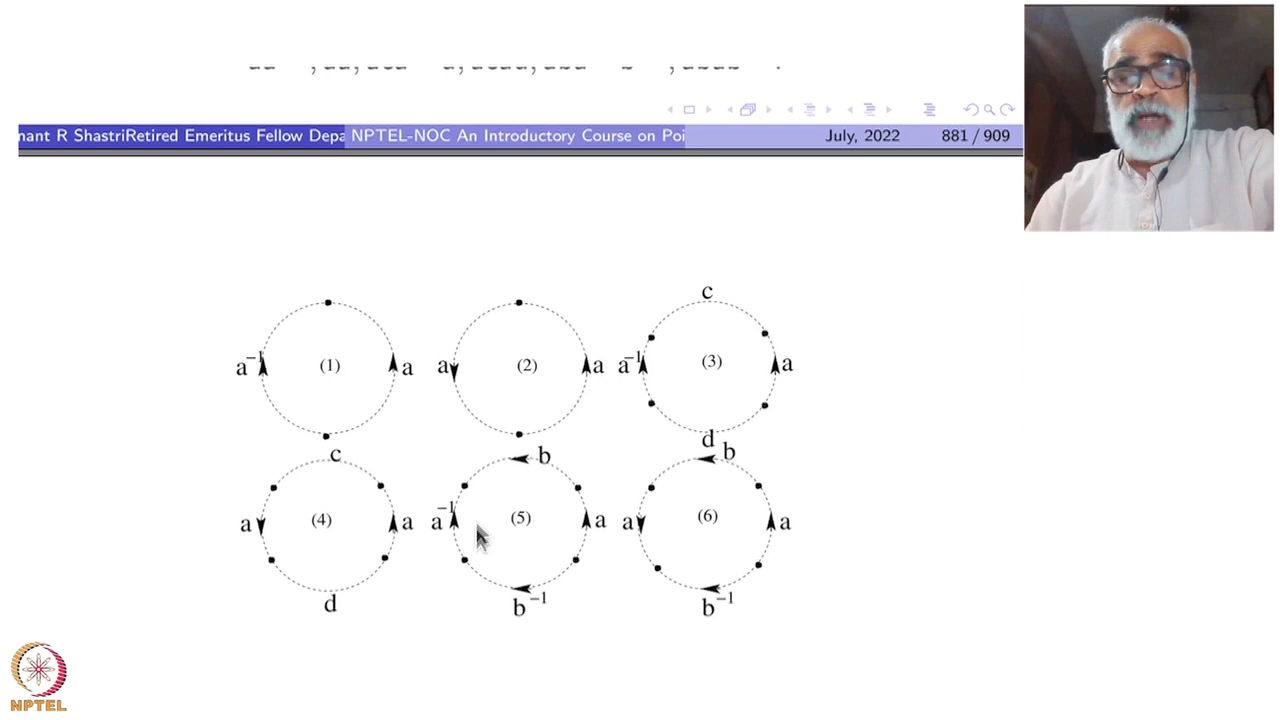 nant R ShastriRetired Emeritus Fellow Depa NPTEL-NOC An Introductory Course on Poi July, 2022 881 / 909
c
a⁻¹ (1) a a (2) a a⁻¹ (3) a
c d b b
a (4) a a⁻¹ (5) a a (6) a
d b⁻¹ b⁻¹
NPTEL